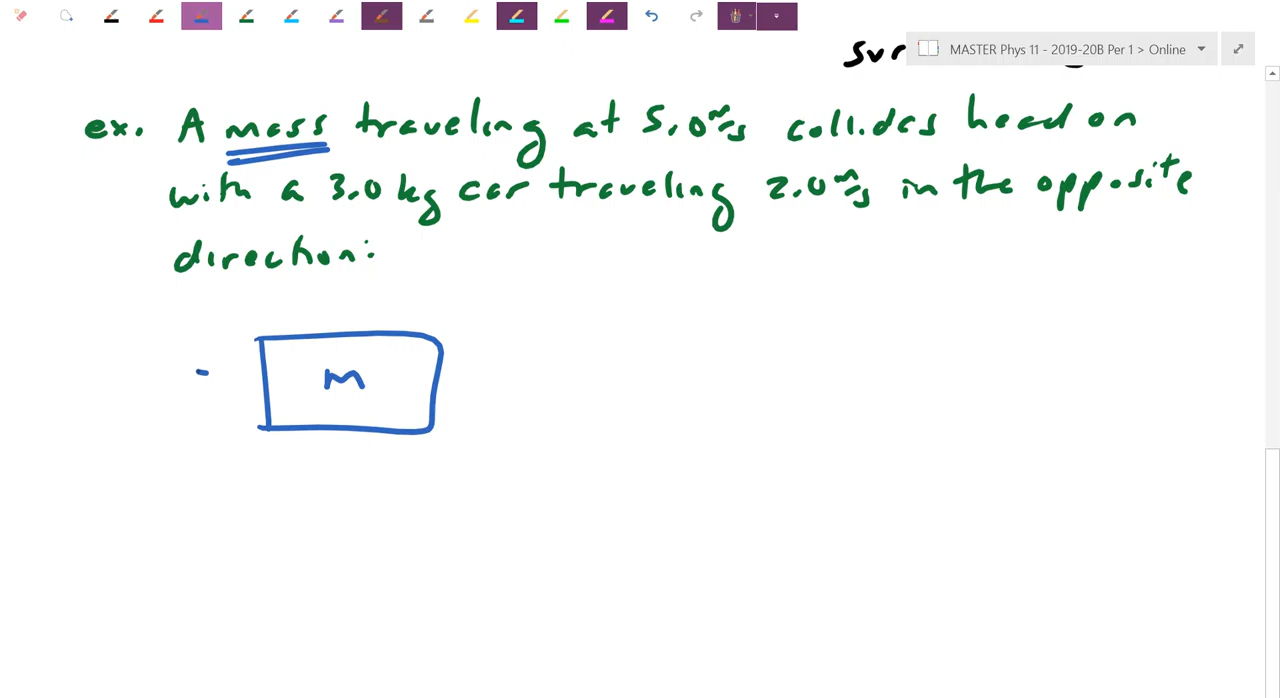 MASTER Phys 11 - 2019-20B Per 1 > Online
ex. A mass traveling at 5.0 m/s collides head on
with a 3.0 kg car traveling 2.0 m/s in the opposite
direction:
m